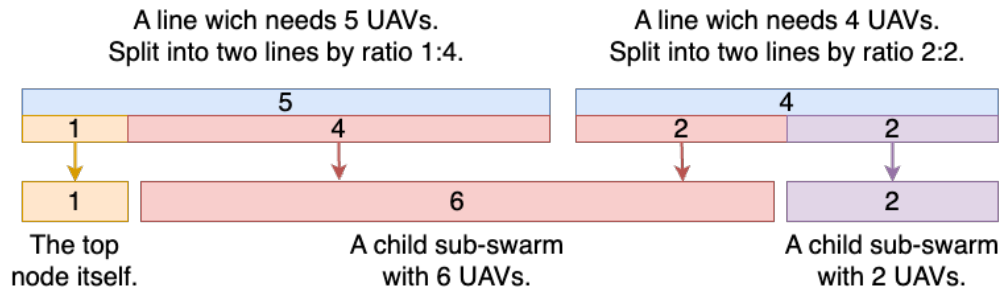 A line wich needs 5 UAVs.
Split into two lines by ratio 1:4.
A line wich needs 4 UAVs.
Split into two lines by ratio 2:2.
5
4
1
4
2
2
1
6
2
The top
node itself.
A child sub-swarm
with 6 UAVs.
A child sub-swarm
with 2 UAVs.